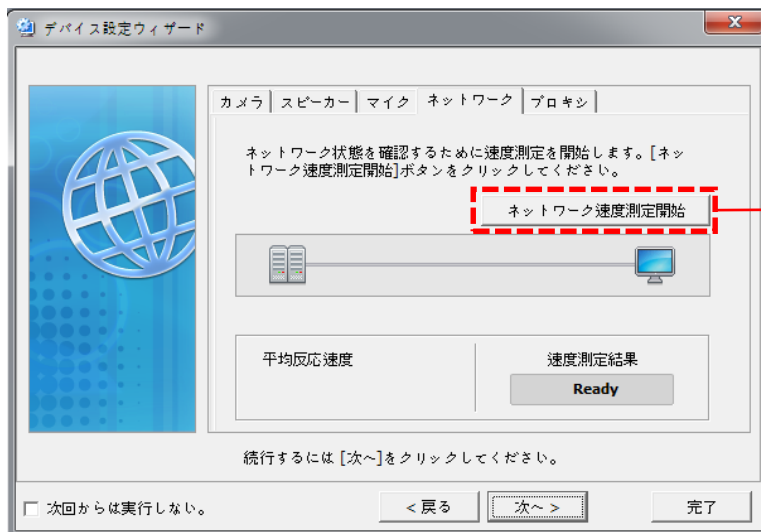 デバイス設定ウィザード
カメラ スピーカー マイク ネットワーク プロキシ
ネットワーク状態を確認するために速度測定を開始します。[ネッ
トワーク速度測定開始]ボタンをクリックしてください。
ネットワーク速度測定開始
平均反応速度
速度測定結果
Ready
続行するには [次へ]をクリックしてください。
次回からは実行しない。
< 戻る
次へ >
完了